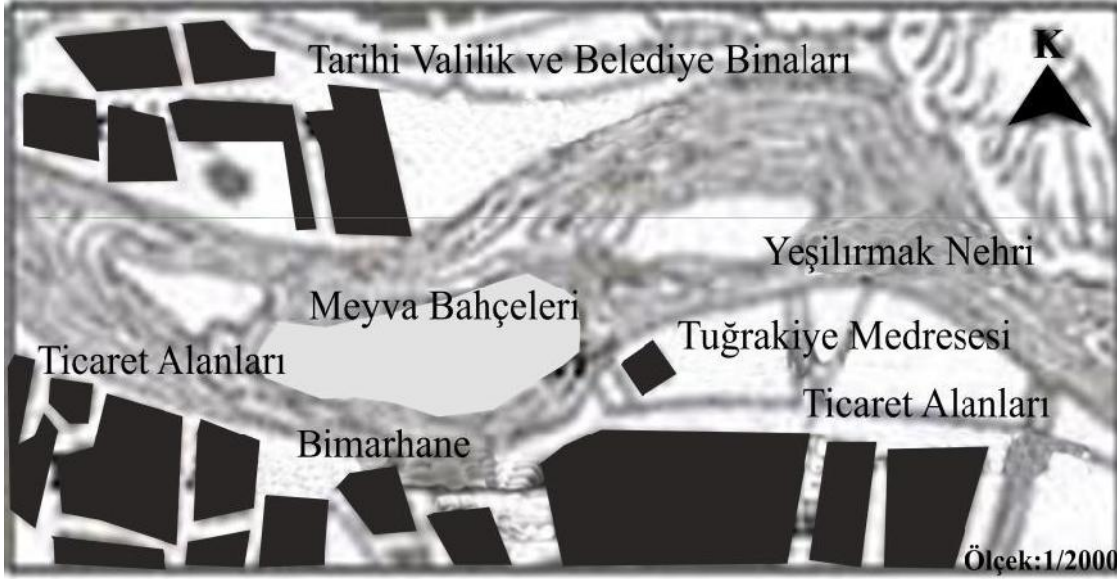 K
Tarihi Valilik ve Belediye Binaları
Yeşilırmak Nehri
Meyva Bahçeleri
Tuğrakiye Medresesi
Ticaret Alanları
Ticaret Alanları
Bimarhane
Ölçek:1/2000